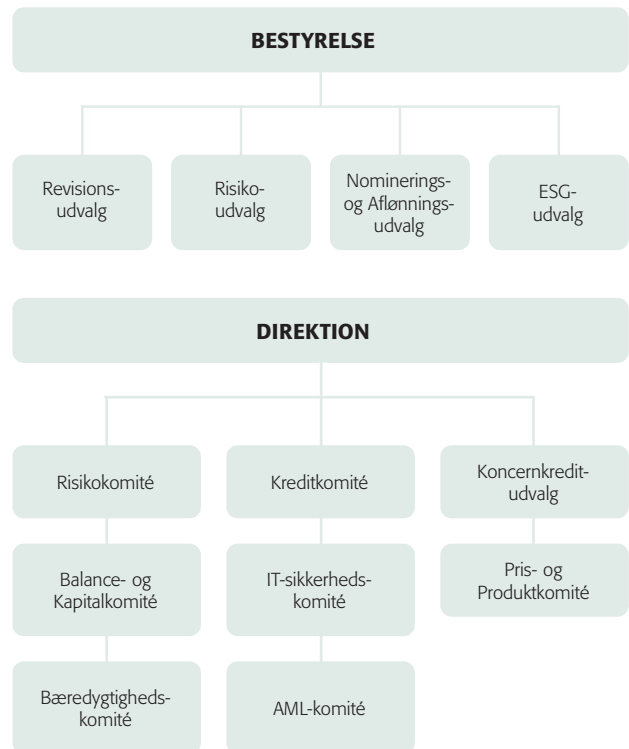 BESTYRELSE
Revisions-
udvalg
Risiko-
udvalg
Nominerings-
og Aflønnings-
udvalg
ESG-
udvalg
DIREKTION
Risikokomité
Kreditkomité
Koncernkredit-
udvalg
Balance- og
Kapitalkomité
IT-sikkerheds-
komité
Pris- og
Produktkomité
Bæredygtigheds-
komité
AML-komité